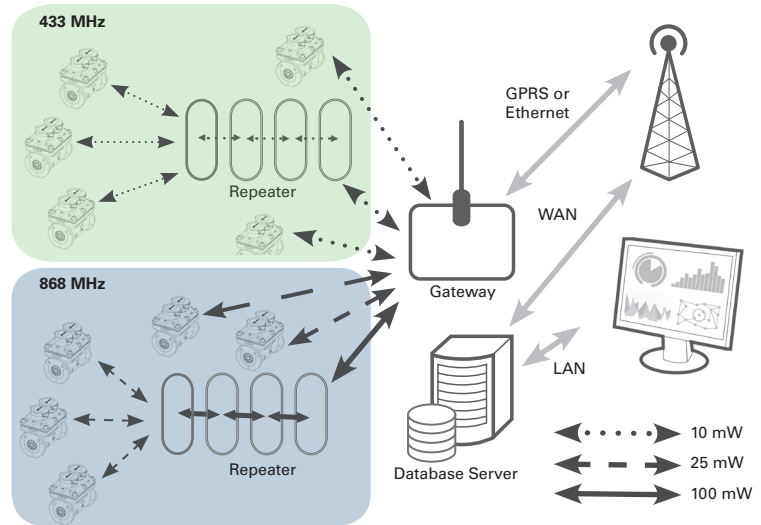 433 MHz
Repeater
GPRS or
Ethernet
WAN
Gateway
868 MHz
LAN
Repeater
Database Server
10 mW
25 mW
100 mW